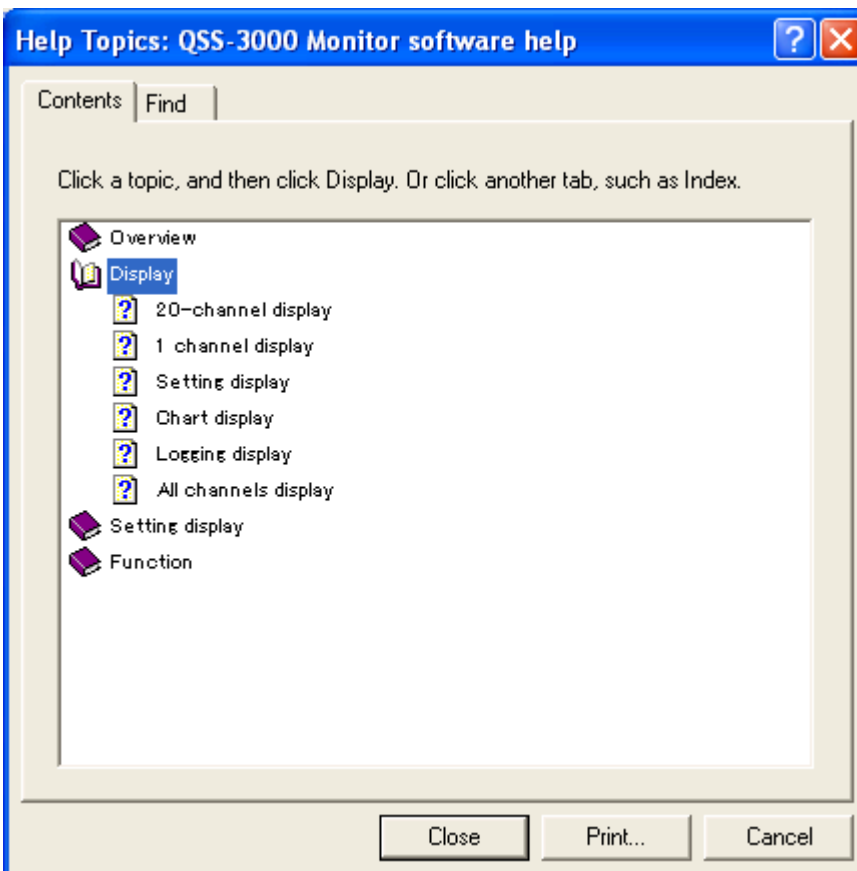 Help Topics: QSS-3000 Monitor software help
Contents
Find
Click a topic, and then click Display. Or click another tab, such as Index.
Overview
Display
20-channel display
1 channel display
Setting display
Chart display
Logging display
All channels display
Setting display
Function
Close
Print...
Cancel